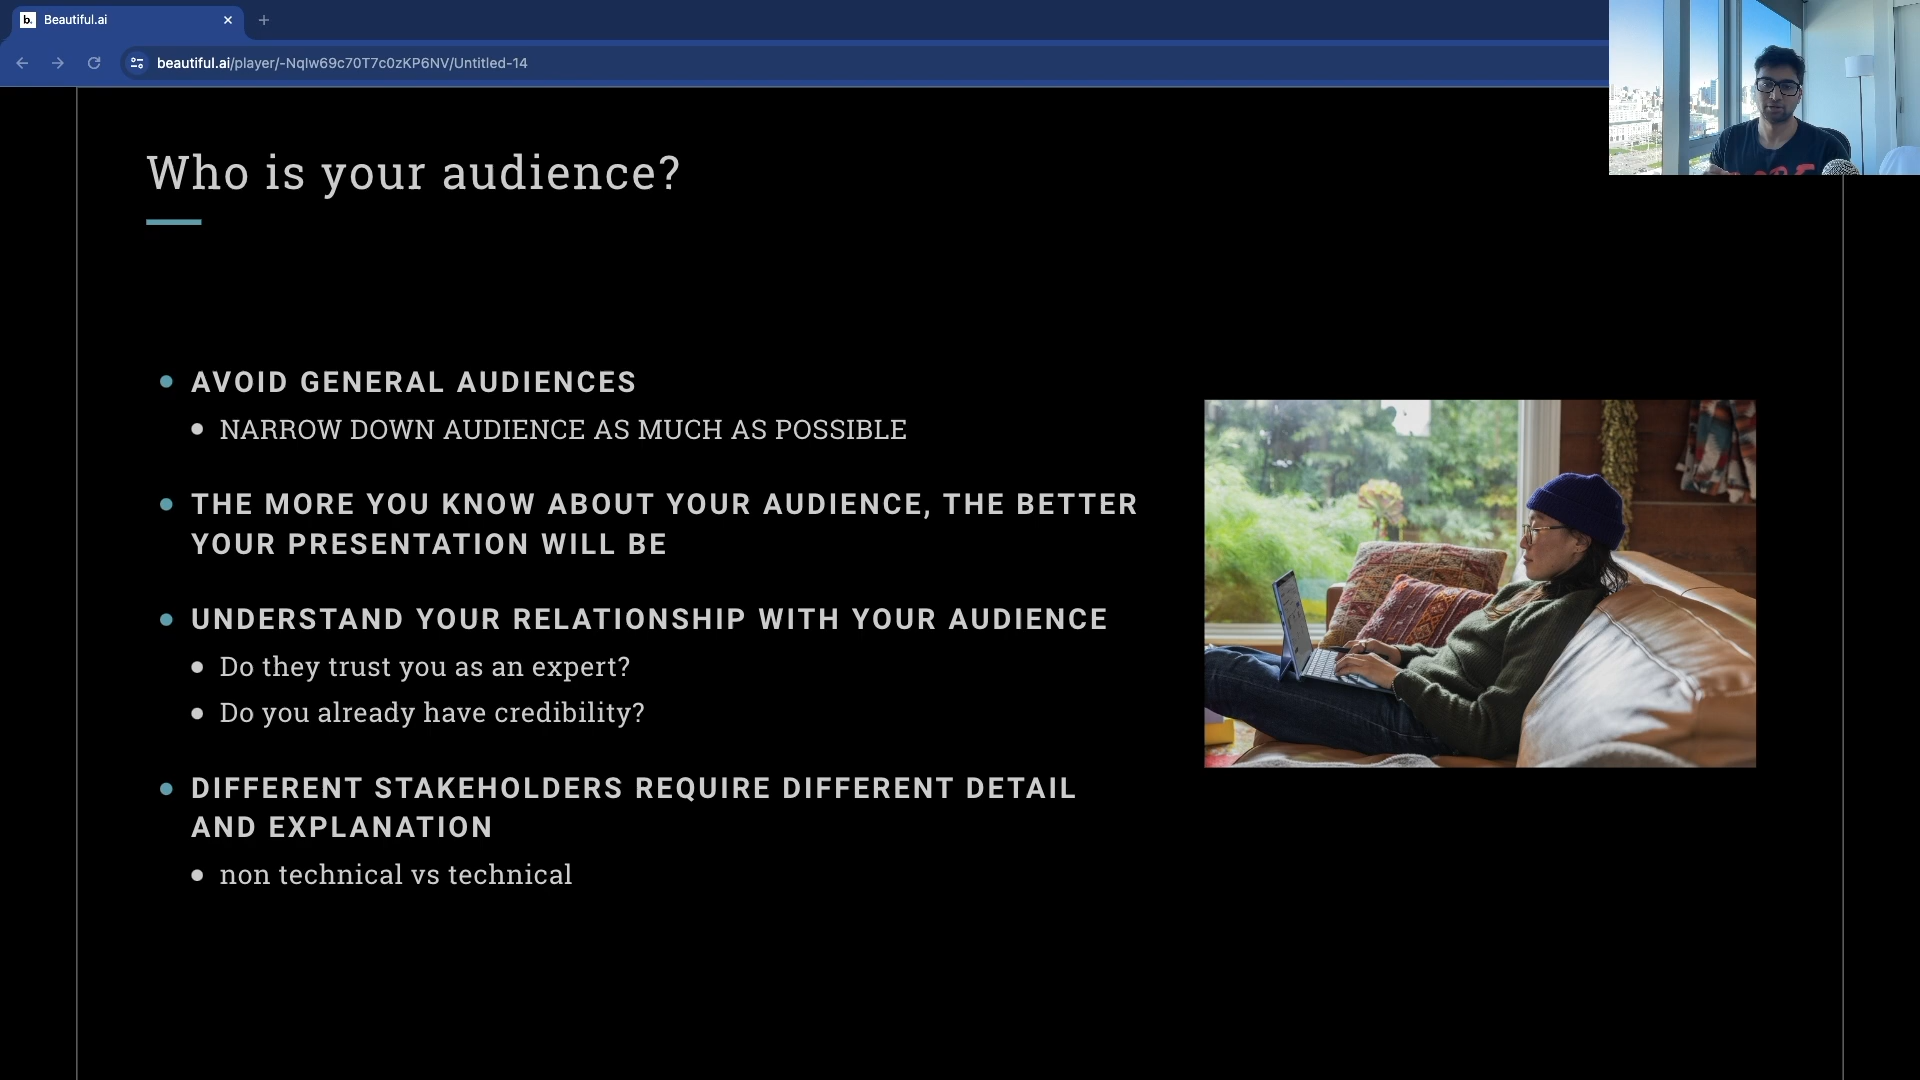 b. Beautiful.ai
beautiful.ai/player/-Nqlw69c70T7c0zKP6NV/Untitled-14
Who is your audience?
AVOID GENERAL AUDIENCES
NARROW DOWN AUDIENCE AS MUCH AS POSSIBLE
THE MORE YOU KNOW ABOUT YOUR AUDIENCE, THE BETTER
YOUR PRESENTATION WILL BE
UNDERSTAND YOUR RELATIONSHIP WITH YOUR AUDIENCE
Do they trust you as an expert?
Do you already have credibility?
DIFFERENT STAKEHOLDERS REQUIRE DIFFERENT DETAIL
AND EXPLANATION
non technical vs technical